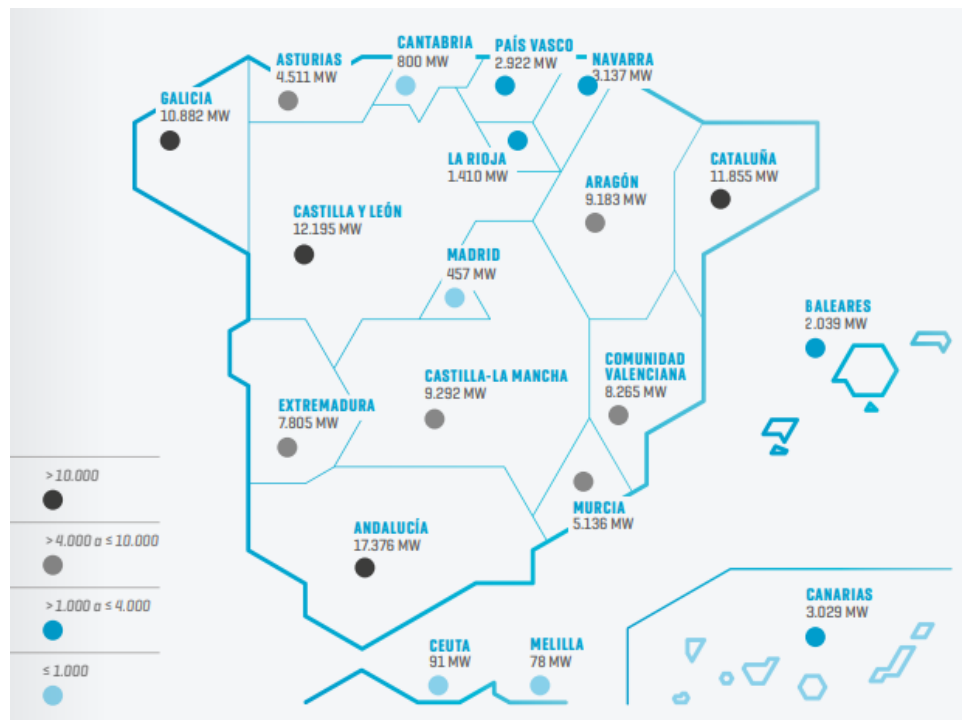 CANTABRIA
800 MW
PAÍS VASCO
2.922 MW
ASTURIAS
4.511 MW
NAVARRA
3.137 MW
GALICIA
10.882 MW
LA RIOJA
1.410 MW
CATALUÑA
11.855 MW
ARAGÓN
9.183 MW
CASTILLA Y LEÓN
12.195 MW
MADRID
457 MW
BALEARES
2.039 MW
COMUNIDAD
VALENCIANA
8.265 MW
CASTILLA-LA MANCHA
9.292 MW
EXTREMADURA
7.805 MW
MURCIA
5.136 MW
ANDALUCÍA
17.376 MW
CANARIAS
3.029 MW
CEUTA
91 MW
MELILLA
78 MW
> 10.000
> 4.000 a ≤ 10.000
> 1.000 a ≤ 4.000
≤ 1.000